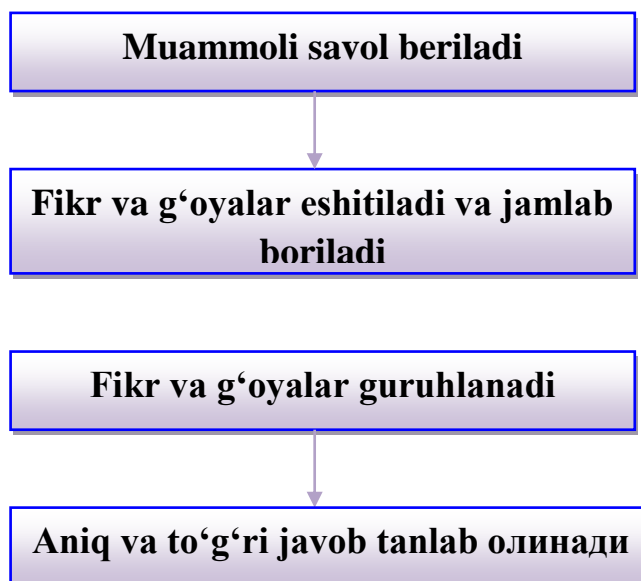 Muammoli savol beriladi
Fikr va g‘oyalar eshitiladi va jamlab
boriladi
Fikr va g‘oyalar guruhlanadi
Aniq va to‘g‘ri javob tanlab олинади